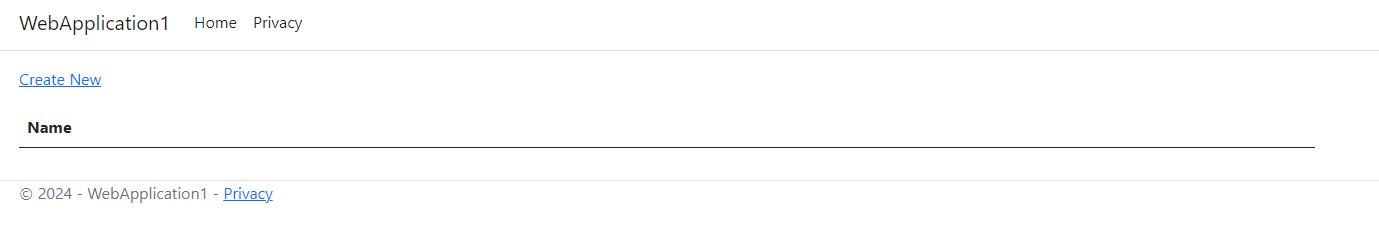 WebApplication1 Home Privacy
Create New
Name
© 2024 - WebApplication1 - Privacy